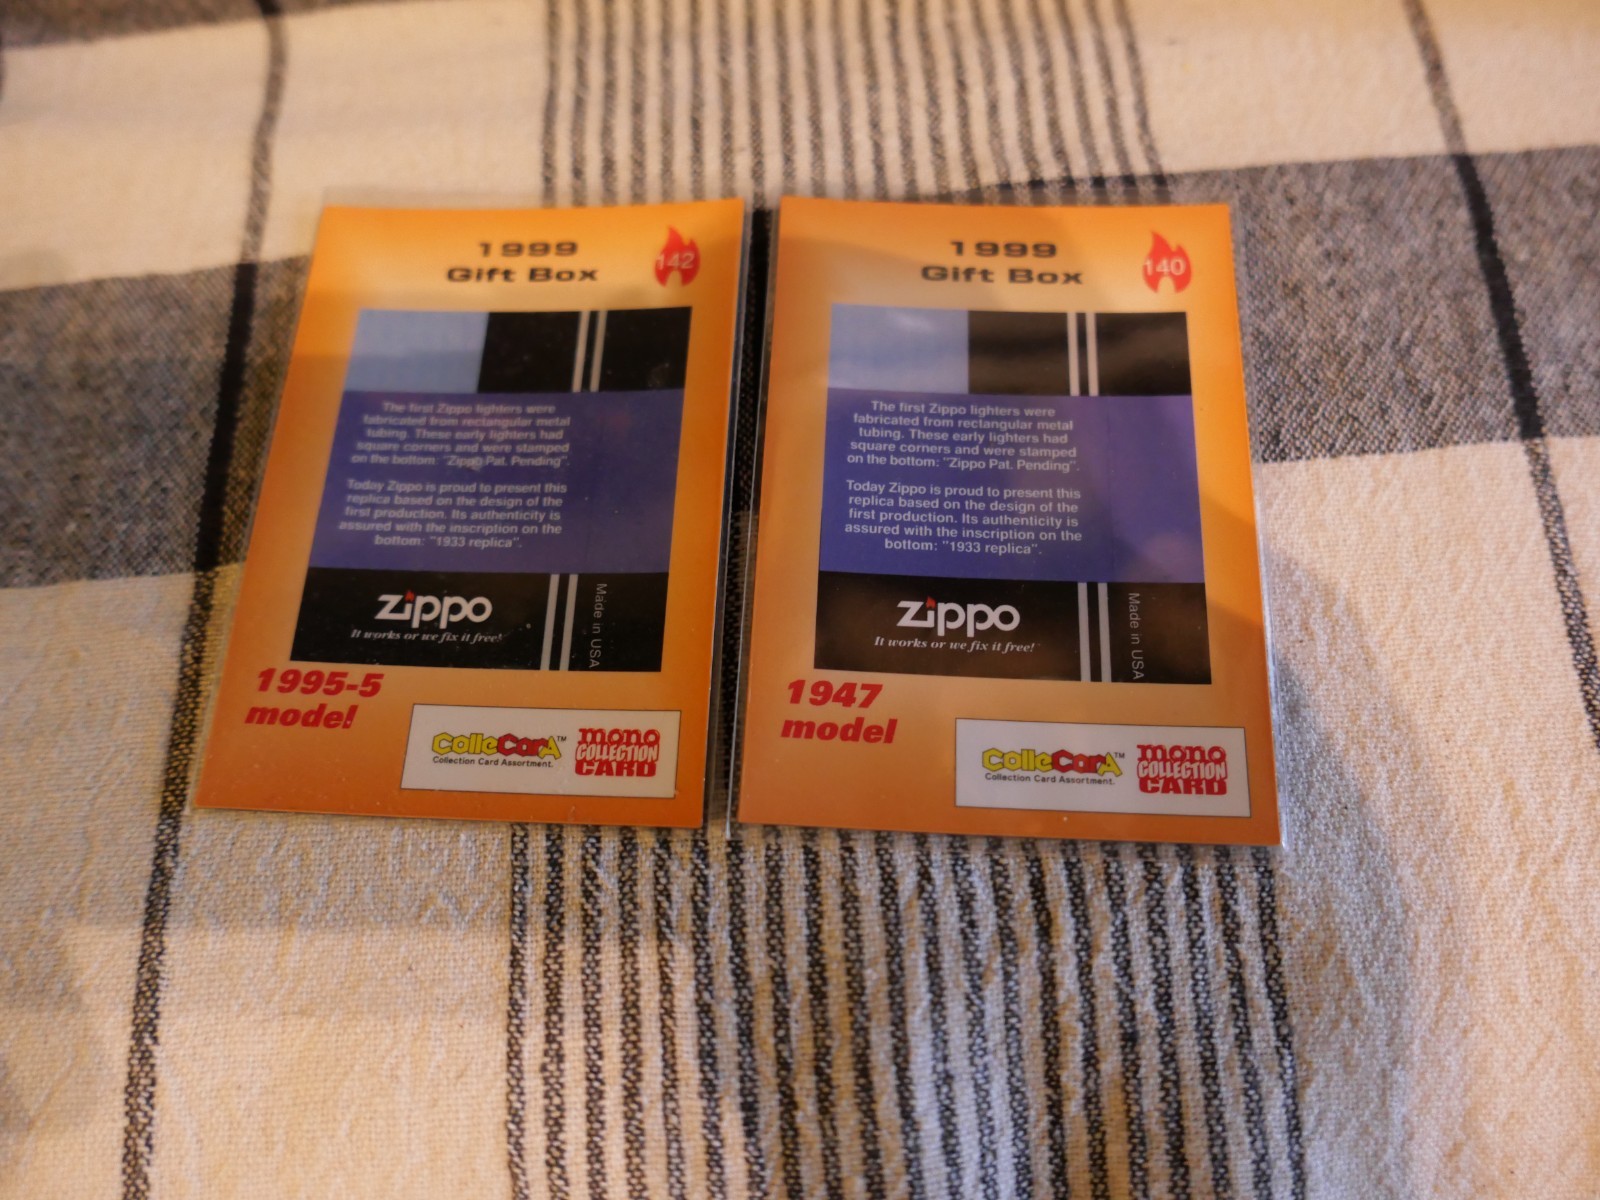 1999
Gift Box
142
The first Zippo lighters were
fabricated from rectangular metal
tubing. These early lighters had
square corners and were stamped
on the bottom: "Zippo Pat. Pending".
Today Zippo is proud to present this
replica based on the design of the
first production. Its authenticity is
assured with the inscription on the
bottom: "1933 replica".
zippo
It works or we fix it free!
Made in USA
1995-5
model
ColleCarA™
Collection Card Assortment.
mono
COLLECTION
CARD
1999
Gift Box
140
The first Zippo lighters were
fabricated from rectangular metal
tubing. These early lighters had
square corners and were stamped
on the bottom: "Zippo Pat. Pending".
Today Zippo is proud to present this
replica based on the design of the
first production. Its authenticity is
assured with the inscription on the
bottom: "1933 replica".
zippo
It works or we fix it free!
Made in USA
1947
model
ColleCarA™
Collection Card Assortment.
mono
COLLECTION
CARD